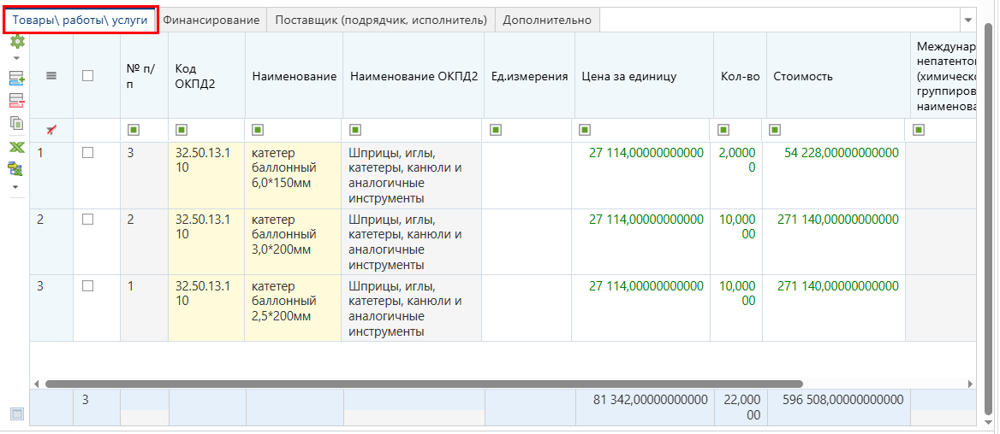 Товары\ работы\ услуги Финансирование Поставщик (подрядчик, исполнитель) Дополнительно
№ п/п Код ОКПД2 Наименование Наименование ОКПД2 Ед.измерения Цена за единицу Кол-во Стоимость Междунар
непатентов
(химическо
группиров
наименова
1 3 32.50.13.1 катетер Шприцы, иглы, 27 114,00000000000 2,0000 54 228,00000000000
10 баллонный катетеры, канюли и 0
6,0*150мм аналогичные
инструменты
2 2 32.50.13.1 катетер Шприцы, иглы, 27 114,00000000000 10,000 271 140,00000000000
10 баллонный катетеры, канюли и 00
3,0*200мм аналогичные
инструменты
3 1 32.50.13.1 катетер Шприцы, иглы, 27 114,00000000000 10,000 271 140,00000000000
10 баллонный катетеры, канюли и 00
2,5*200мм аналогичные
инструменты
3 81 342,00000000000 22,000 596 508,00000000000
00